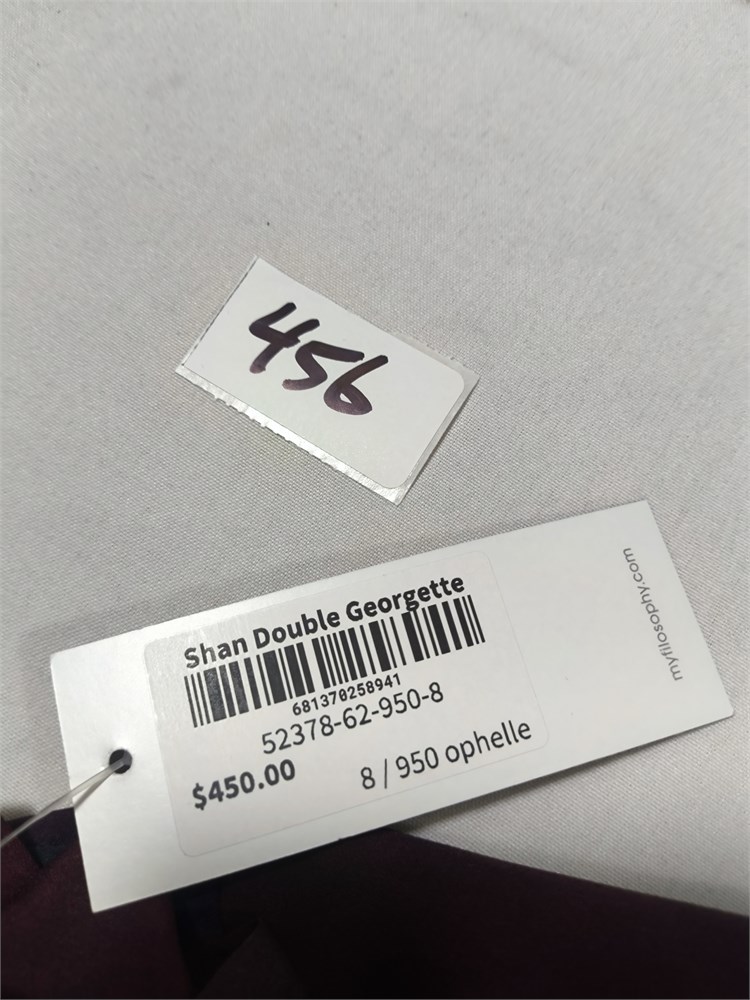 456
Shan Double Georgette
681370258941
52378-62-950-8
$450.00 8 / 950 ophelle
myfilosophy.com